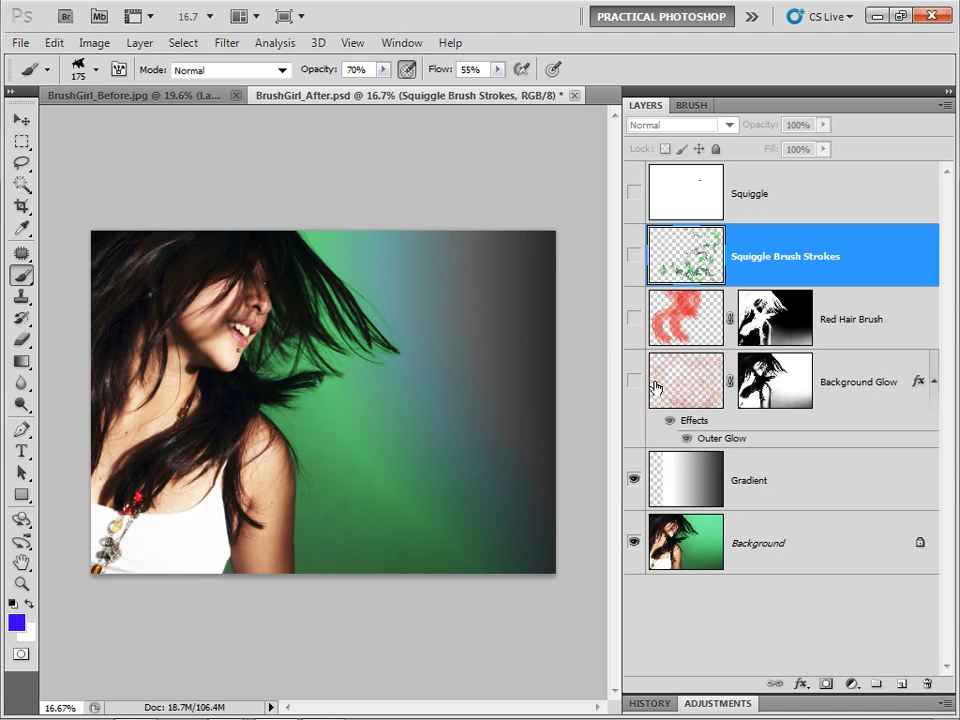 Ps Br Mb 16.7 PRACTICAL PHOTOSHOP CS Live
File Edit Image Layer Select Filter Analysis 3D View Window Help
175 Mode: Normal Opacity: 70% Flow: 55%
BrushGirl_Before.jpg @ 19.6% (La... BrushGirl_After.psd @ 16.7% (Squiggle Brush Strokes, RGB/8) *
LAYERS BRUSH
Normal Opacity: 100%
Lock: Fill: 100%
Squiggle
Squiggle Brush Strokes
Red Hair Brush
Background Glow fx
Effects
Outer Glow
Gradient
Background
T
fx
16.67% Doc: 18.7M/106.4M
HISTORY ADJUSTMENTS